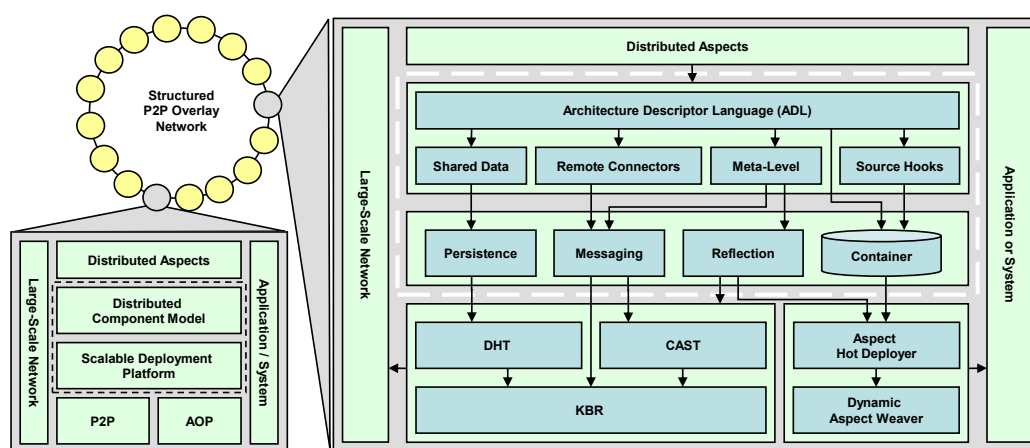 Structured
P2P Overlay
Network
Large-Scale Network
Distributed Aspects
Distributed
Component Model
Scalable Deployment
Platform
P2P
AOP
Application / System
Large-Scale Network
Distributed Aspects
Architecture Descriptor Language (ADL)
Shared Data
Remote Connectors
Meta-Level
Source Hooks
Persistence
Messaging
Reflection
Container
DHT
CAST
KBR
Aspect
Hot Deployer
Dynamic
Aspect Weaver
Application or System